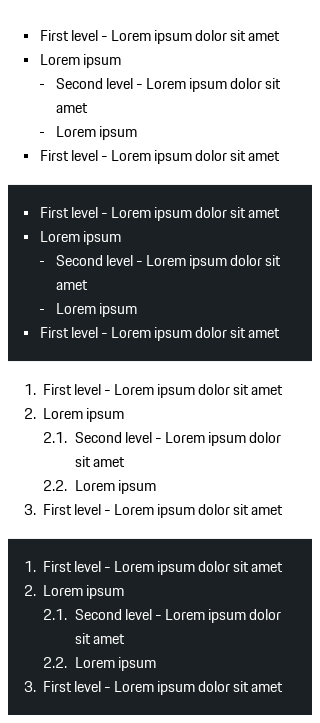 ▪ First level - Lorem ipsum dolor sit amet
▪ Lorem ipsum
- Second level - Lorem ipsum dolor sit
amet
- Lorem ipsum
▪ First level - Lorem ipsum dolor sit amet
▪ First level - Lorem ipsum dolor sit amet
▪ Lorem ipsum
- Second level - Lorem ipsum dolor sit
amet
- Lorem ipsum
▪ First level - Lorem ipsum dolor sit amet
1. First level - Lorem ipsum dolor sit amet
2. Lorem ipsum
2.1. Second level - Lorem ipsum dolor
sit amet
2.2. Lorem ipsum
3. First level - Lorem ipsum dolor sit amet
1. First level - Lorem ipsum dolor sit amet
2. Lorem ipsum
2.1. Second level - Lorem ipsum dolor
sit amet
2.2. Lorem ipsum
3. First level - Lorem ipsum dolor sit amet